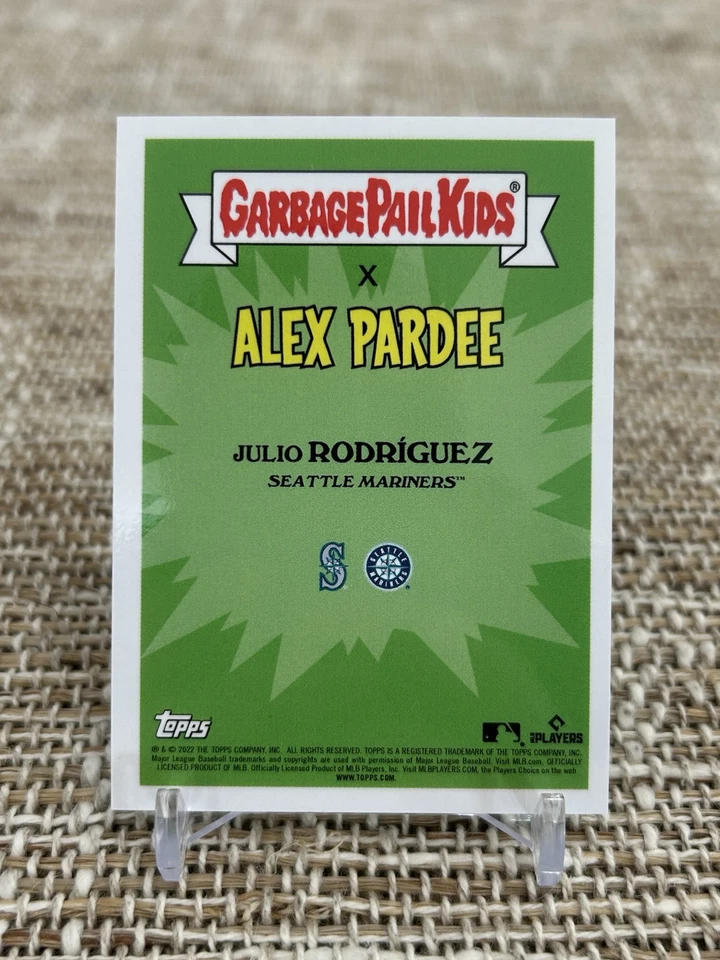 GARBAGE PAIL KIDS®
X
ALEX PARDEE
JULIO RODRÍGUEZ
SEATTLE MARINERS™
S SEATTLE MARINERS
topps
PLAYERS
® & © 2022 THE TOPPS COMPANY, INC. ALL RIGHTS RESERVED. TOPPS IS A REGISTERED TRADEMARK OF THE TOPPS COMPANY, INC.
Major League Baseball trademarks and copyrights are used with permission of Major League Baseball. Visit MLB.com. OFFICIALLY
LICENSED PRODUCT OF MLB. Officially Licensed Product of MLB Players, Inc. Visit MLBPLAYERS.COM, the Players Choice on the web
WWW.TOPPS.COM.